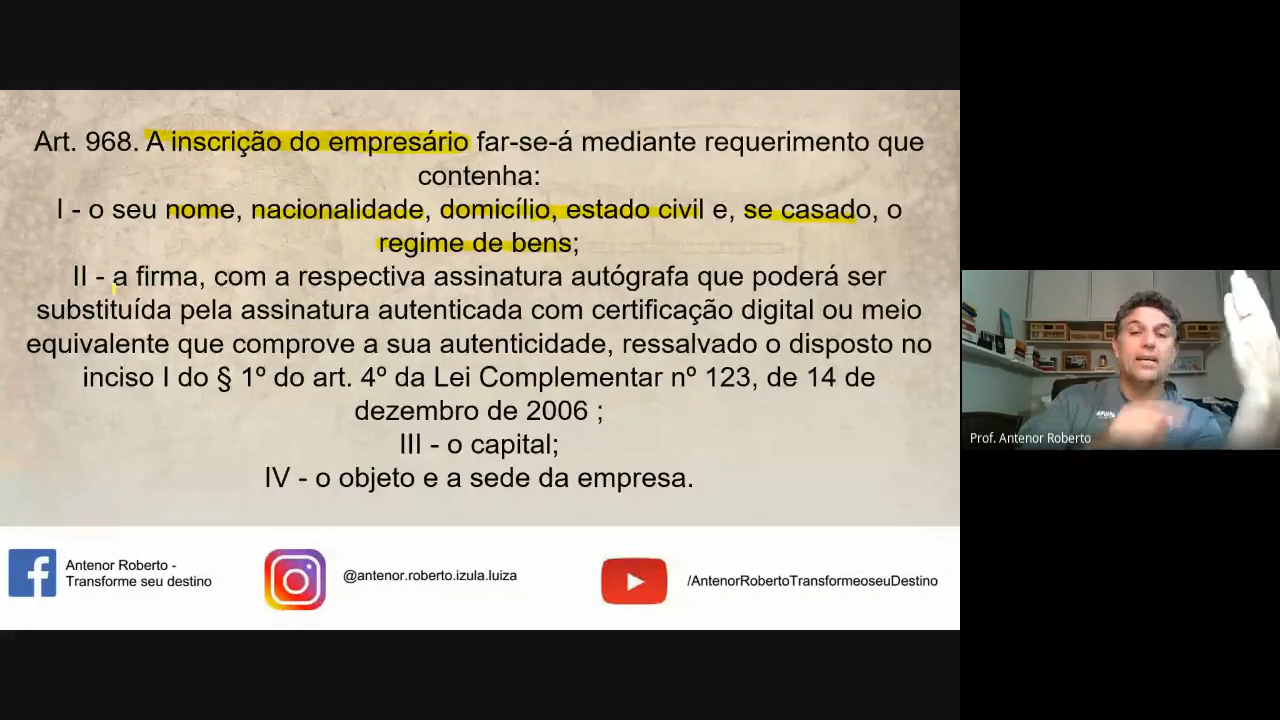 Art. 968. A inscrição do empresário far-se-á mediante requerimento que
contenha:
I - o seu nome, nacionalidade, domicílio, estado civil e, se casado, o
regime de bens;
II - a firma, com a respectiva assinatura autógrafa que poderá ser
substituída pela assinatura autenticada com certificação digital ou meio
equivalente que comprove a sua autenticidade, ressalvado o disposto no
inciso I do § 1º do art. 4º da Lei Complementar nº 123, de 14 de
dezembro de 2006 ;
III - o capital;
IV - o objeto e a sede da empresa.
Antenor Roberto -
Transforme seu destino
@antenor.roberto.izula.luiza
/AntenorRobertoTransformeoseuDestino
Prof. Antenor Roberto